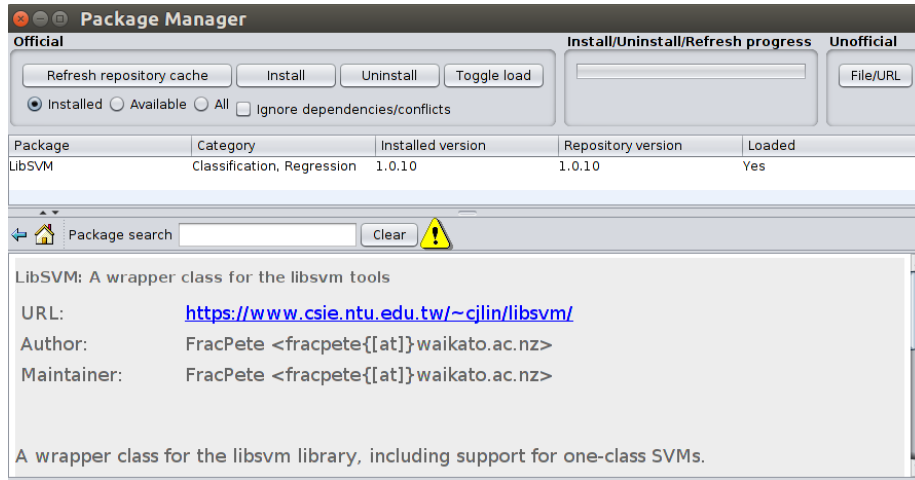 Package Manager
Official Install/Uninstall/Refresh progress Unofficial
Refresh repository cache Install Uninstall Toggle load File/URL
Installed Available All Ignore dependencies/conflicts
Package Category Installed version Repository version Loaded
LibSVM Classification, Regression 1.0.10 1.0.10 Yes
Package search Clear
LibSVM: A wrapper class for the libsvm tools
URL: https://www.csie.ntu.edu.tw/~cjlin/libsvm/
Author: FracPete <fracpete{[at]}waikato.ac.nz>
Maintainer: FracPete <fracpete{[at]}waikato.ac.nz>
A wrapper class for the libsvm library, including support for one-class SVMs.